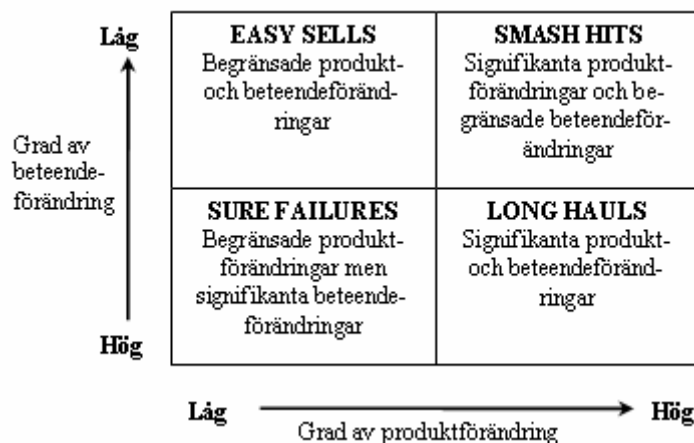 Låg
Grad av
beteende-
förändring
Hög
EASY SELLS
Begränsade produkt-
och beteendeföränd-
ringar
SMASH HITS
Signifikanta produkt-
förändringar och be-
gränsade beteendeför-
ändringar
SURE FAILURES
Begränsade produkt-
förändringar men
signifikanta beteende-
förändringar
LONG HAULS
Signifikanta produkt-
och beteendeföränd-
ringar
Låg
Grad av produktförändring
Hög